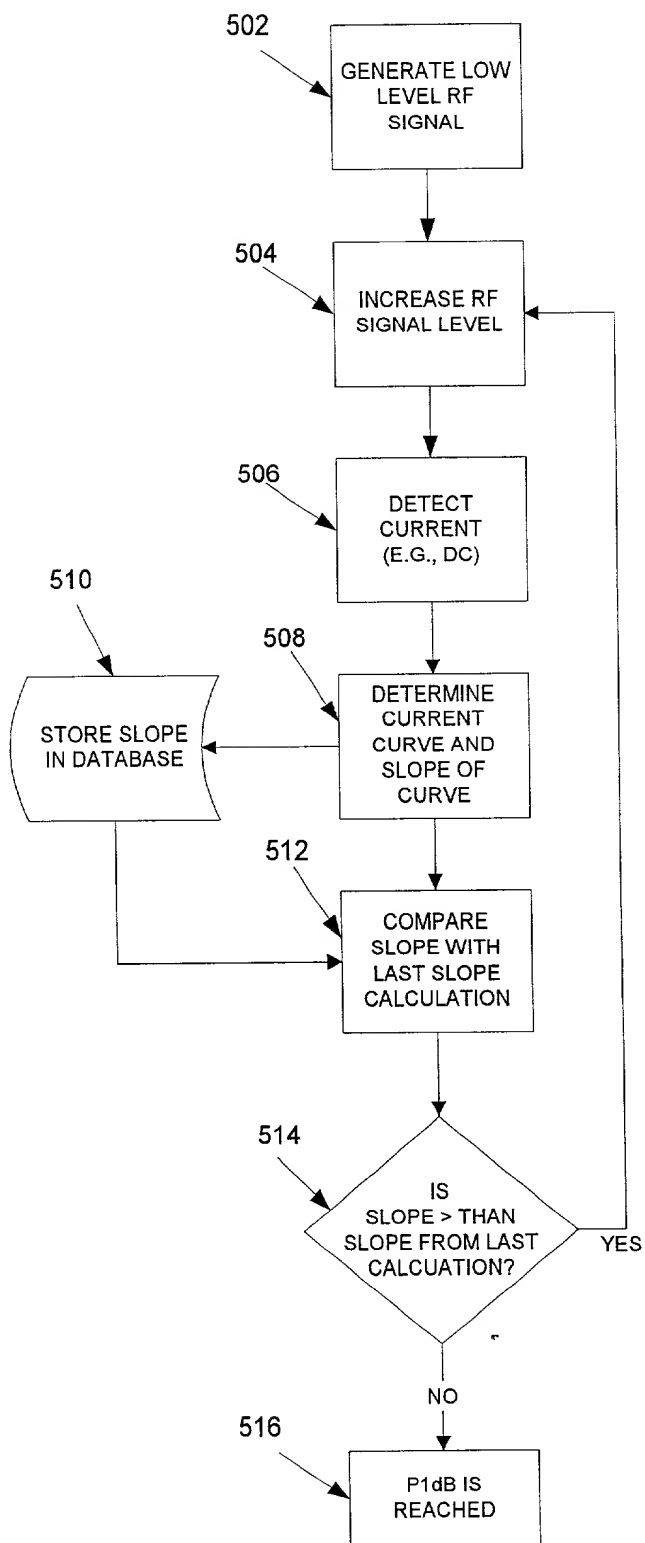 502
GENERATE LOW
LEVEL RF
SIGNAL
504
INCREASE RF
SIGNAL LEVEL
506
DETECT
CURRENT
(E.G., DC)
510
508
STORE SLOPE
IN DATABASE
DETERMINE
CURRENT
CURVE AND
SLOPE OF
CURVE
512
COMPARE
SLOPE WITH
LAST SLOPE
CALCULATION
514
IS
SLOPE > THAN
SLOPE FROM LAST
CALCUATION?
YES
NO
516
P1dB IS
REACHED